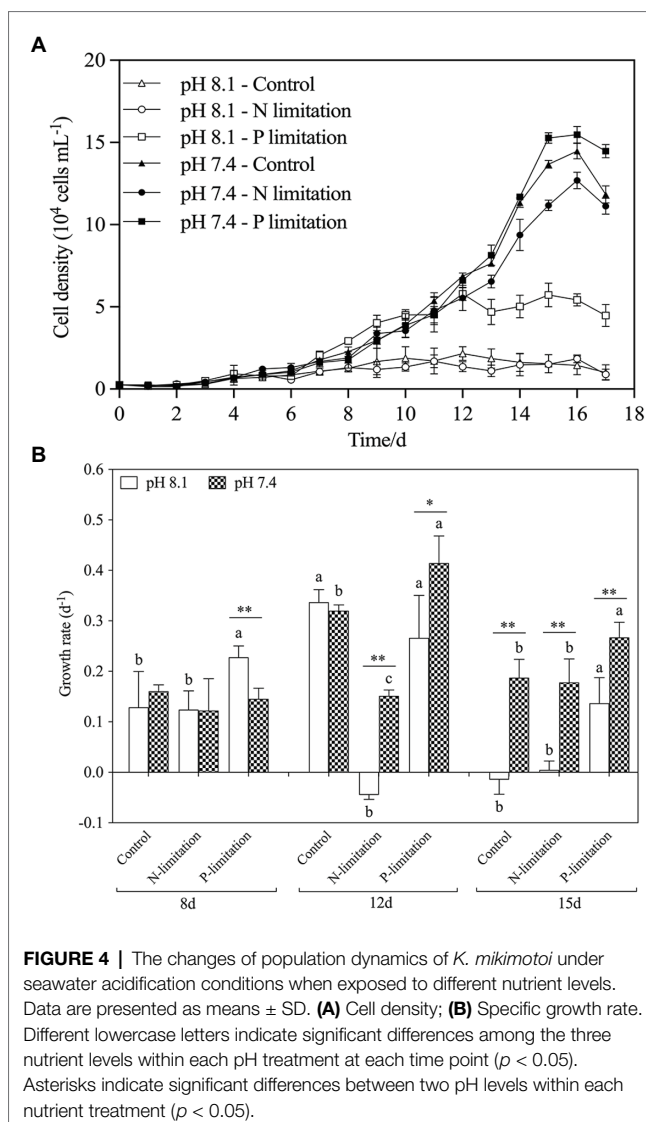 A
20
15
10
5
0
Cell density (10⁴ cells mL⁻¹)
pH 8.1 - Control
pH 8.1 - N limitation
pH 8.1 - P limitation
pH 7.4 - Control
pH 7.4 - N limitation
pH 7.4 - P limitation
0 2 4 6 8 10 12 14 16 18
Time/d
B
0.6
0.5
0.4
0.3
0.2
0.1
0.0
-0.1
Growth rate (d⁻¹)
pH 8.1 pH 7.4
b b a **
a b ** b c * a a
** b b ** b b ** a a
Control N-limitation P-limitation Control N-limitation P-limitation Control N-limitation P-limitation
8d 12d 15d
FIGURE 4 | The changes of population dynamics of K. mikimotoi under
seawater acidification conditions when exposed to different nutrient levels.
Data are presented as means ± SD. (A) Cell density; (B) Specific growth rate.
Different lowercase letters indicate significant differences among the three
nutrient levels within each pH treatment at each time point (p < 0.05).
Asterisks indicate significant differences between two pH levels within each
nutrient treatment (p < 0.05).